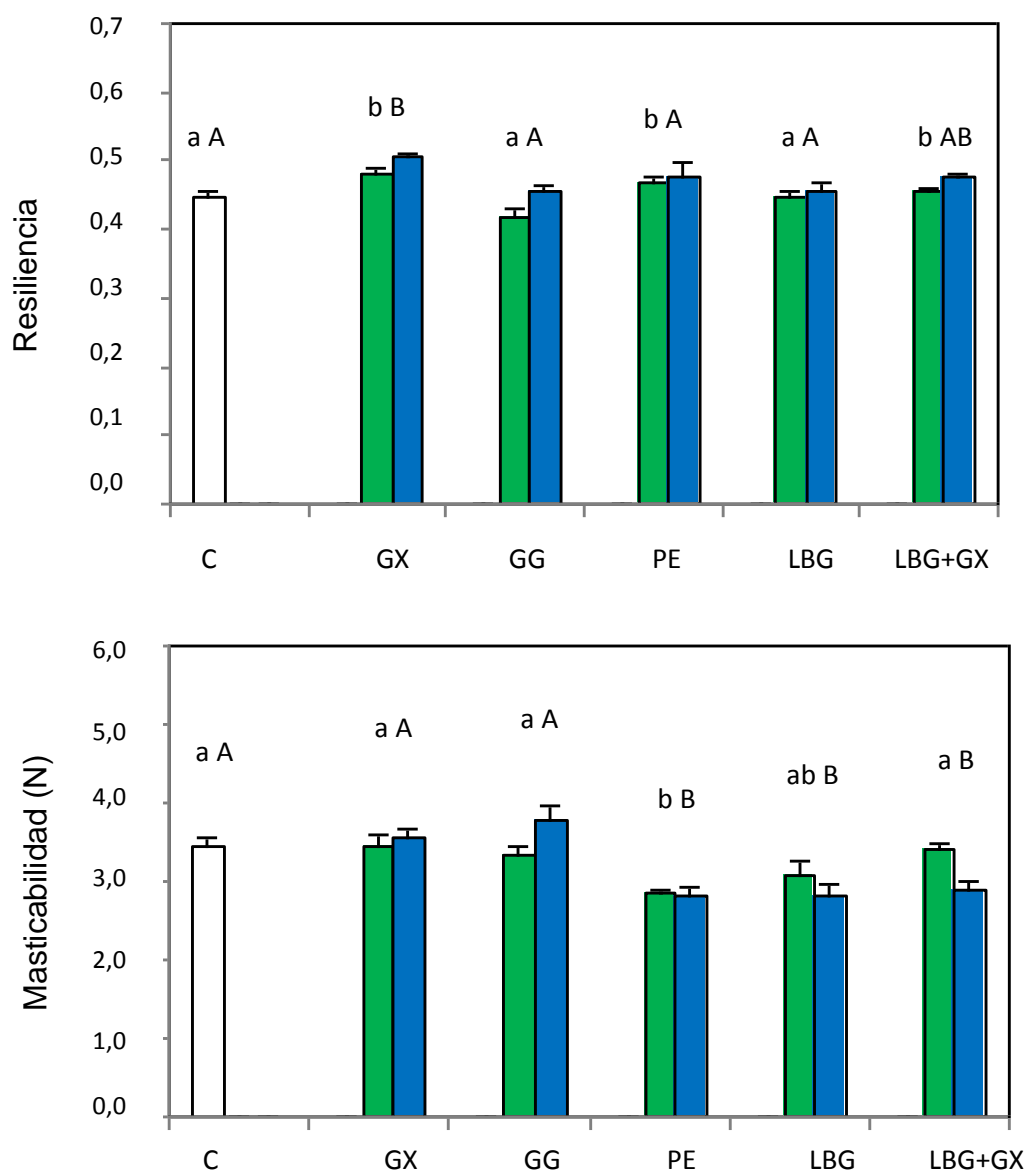 0,7
0,6
0,5
0,4
0,3
0,2
0,1
0,0
Resiliencia
a A
b B
a A
b A
a A
b AB
C
GX
GG
PE
LBG
LBG+GX
6,0
5,0
4,0
3,0
2,0
1,0
0,0
Masticabilidad (N)
a A
a A
a A
b B
ab B
a B
C
GX
GG
PE
LBG
LBG+GX